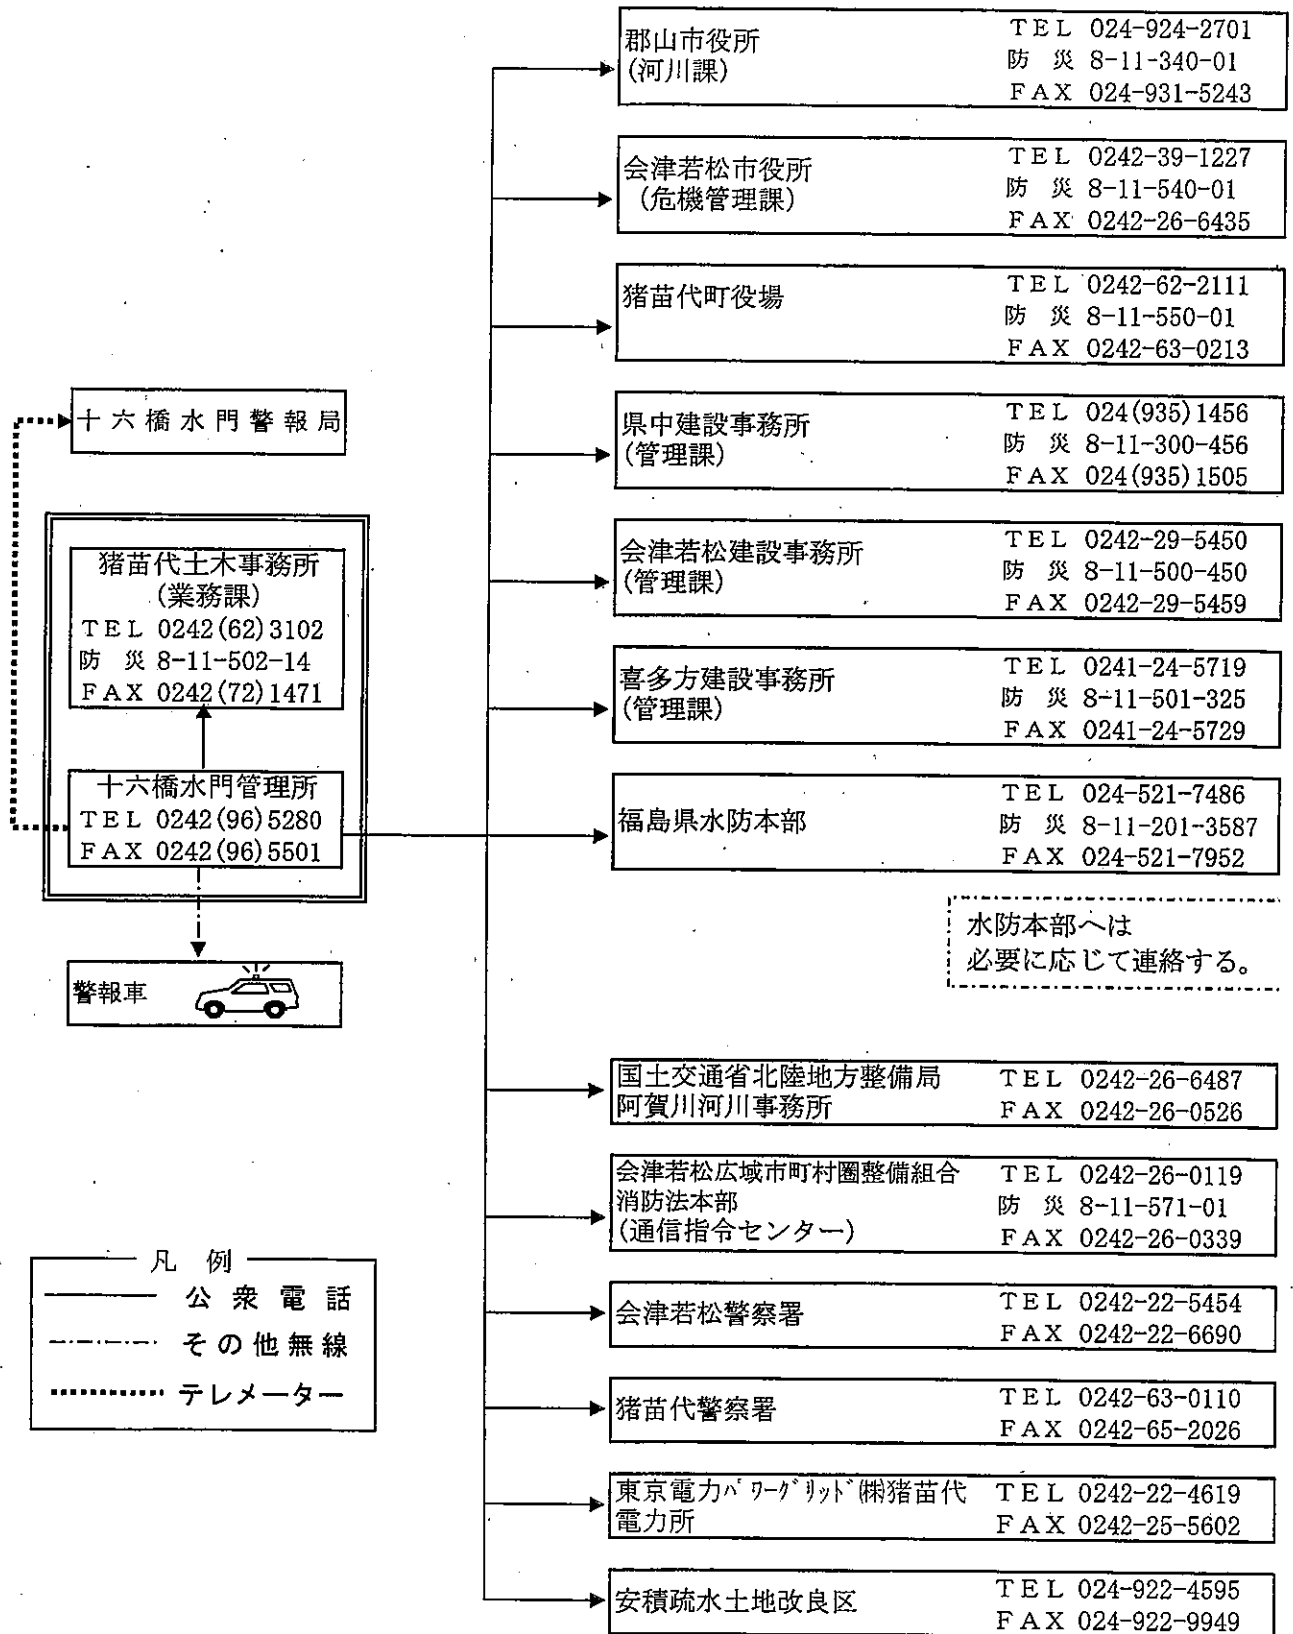 郡山市役所
(河川課)
TEL 024-924-2701
防 災 8-11-340-01
FAX 024-931-5243
会津若松市役所
(危機管理課)
TEL 0242-39-1227
防 災 8-11-540-01
FAX 0242-26-6435
猪苗代町役場
TEL 0242-62-2111
防 災 8-11-550-01
FAX 0242-63-0213
県中建設事務所
(管理課)
TEL 024(935)1456
防 災 8-11-300-456
FAX 024(935)1505
会津若松建設事務所
(管理課)
TEL 0242-29-5450
防 災 8-11-500-450
FAX 0242-29-5459
喜多方建設事務所
(管理課)
TEL 0241-24-5719
防 災 8-11-501-325
FAX 0241-24-5729
福島県水防本部
TEL 024-521-7486
防 災 8-11-201-3587
FAX 024-521-7952
水防本部へは
必要に応じて連絡する。
十六橋水門警報局
猪苗代土木事務所
(業務課)
TEL 0242(62)3102
防 災 8-11-502-14
FAX 0242(72)1471
十六橋水門管理所
TEL 0242(96)5280
FAX 0242(96)5501
警報車
国土交通省北陸地方整備局
阿賀川河川事務所
TEL 0242-26-6487
FAX 0242-26-0526
会津若松広域市町村圏整備組合
消防法本部
(通信指令センター)
TEL 0242-26-0119
防 災 8-11-571-01
FAX 0242-26-0339
会津若松警察署
TEL 0242-22-5454
FAX 0242-22-6690
猪苗代警察署
TEL 0242-63-0110
FAX 0242-65-2026
東京電力ﾊﾟﾜｰｸﾞﾘｯﾄﾞ㈱猪苗代
電力所
TEL 0242-22-4619
FAX 0242-25-5602
安積疏水土地改良区
TEL 024-922-4595
FAX 024-922-9949
凡 例
公 衆 電 話
その他無線
テレメーター